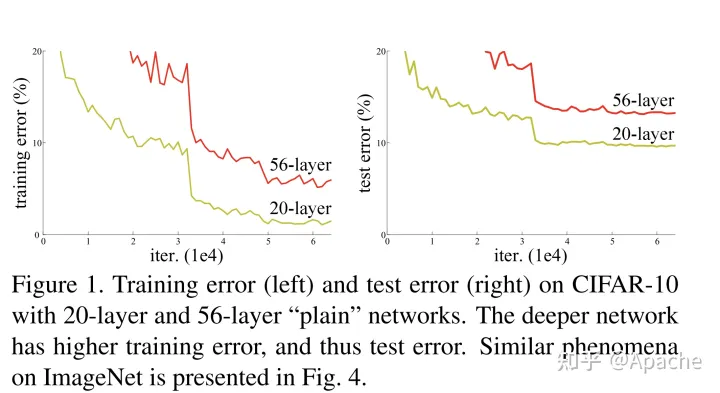 20
10
0
training error (%)
0 1 2 3 4 5 6
iter. (1e4)
56-layer
20-layer
20
10
0
test error (%)
0 1 2 3 4 5 6
iter. (1e4)
56-layer
20-layer
Figure 1. Training error (left) and test error (right) on CIFAR-10
with 20-layer and 56-layer “plain” networks. The deeper network
has higher training error, and thus test error. Similar phenomena
on ImageNet is presented in Fig. 4.
知乎 @Apache